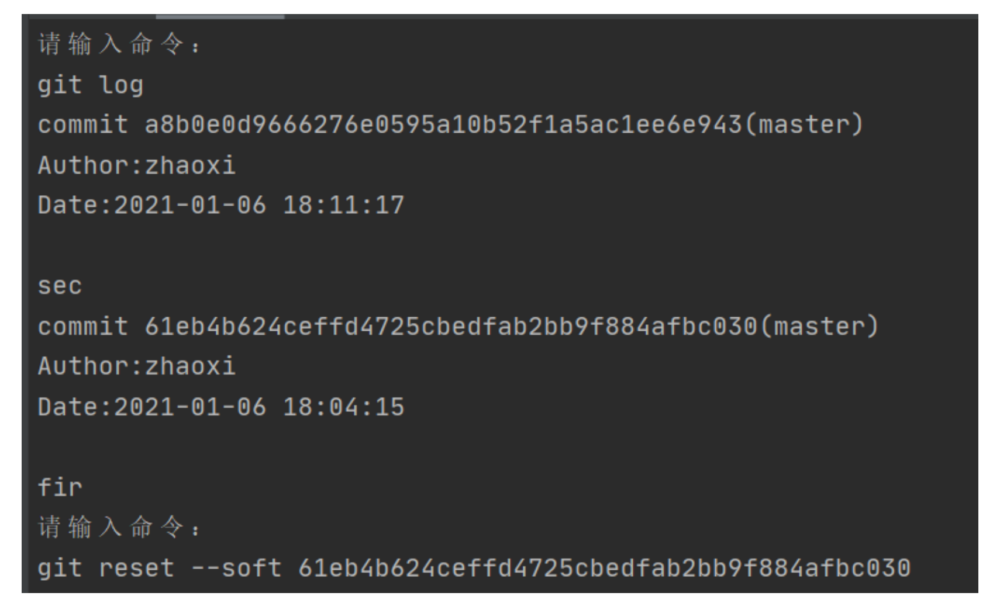 请输入命令：
git log
commit a8b0e0d9666276e0595a10b52f1a5ac1ee6e943(master)
Author:zhaoxi
Date:2021-01-06 18:11:17
sec
commit 61eb4b624ceffd4725cbedfab2bb9f884afbc030(master)
Author:zhaoxi
Date:2021-01-06 18:04:15
fir
请输入命令：
git reset --soft 61eb4b624ceffd4725cbedfab2bb9f884afbc030